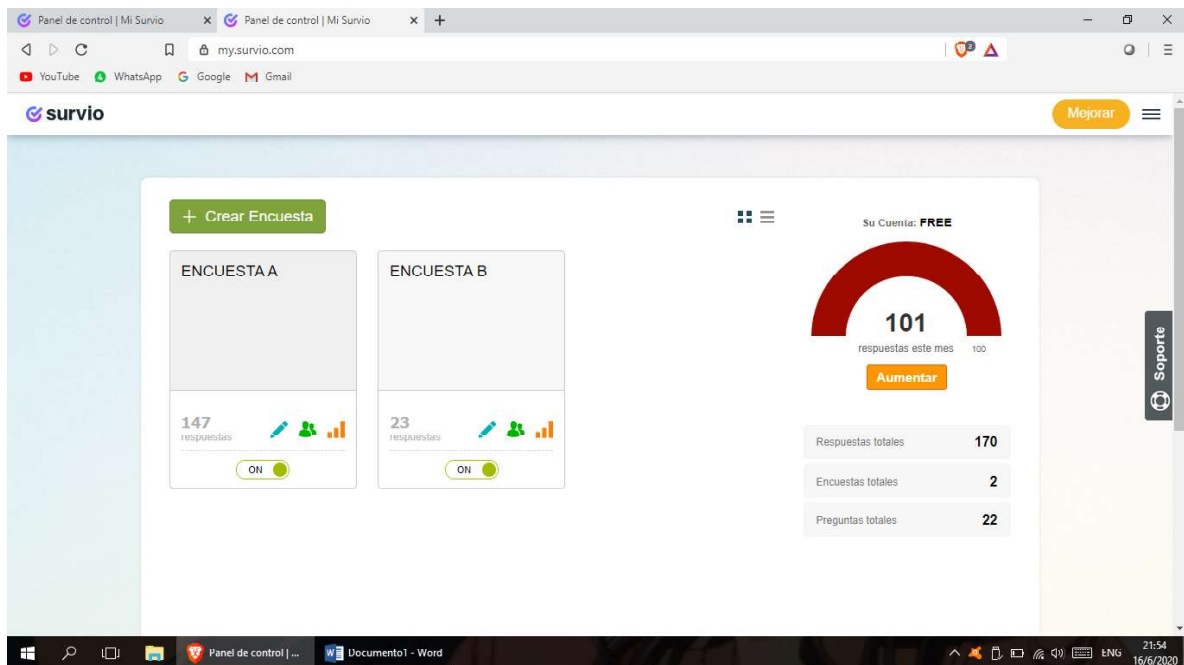 Panel de control | Mi Survio
Panel de control | Mi Survio
my.survio.com
2
YouTube
WhatsApp
Google
Gmail
survio
Mejorar
+ Crear Encuesta
Su Cuenta: FREE
ENCUESTA A
ENCUESTA B
101
respuestas este mes
100
Aumentar
Soporte
147
respuestas
23
respuestas
ON
ON
Respuestas totales 170
Encuestas totales 2
Preguntas totales 22
Panel de control | ...
Documento1 - Word
ENG
21:54
16/6/2020